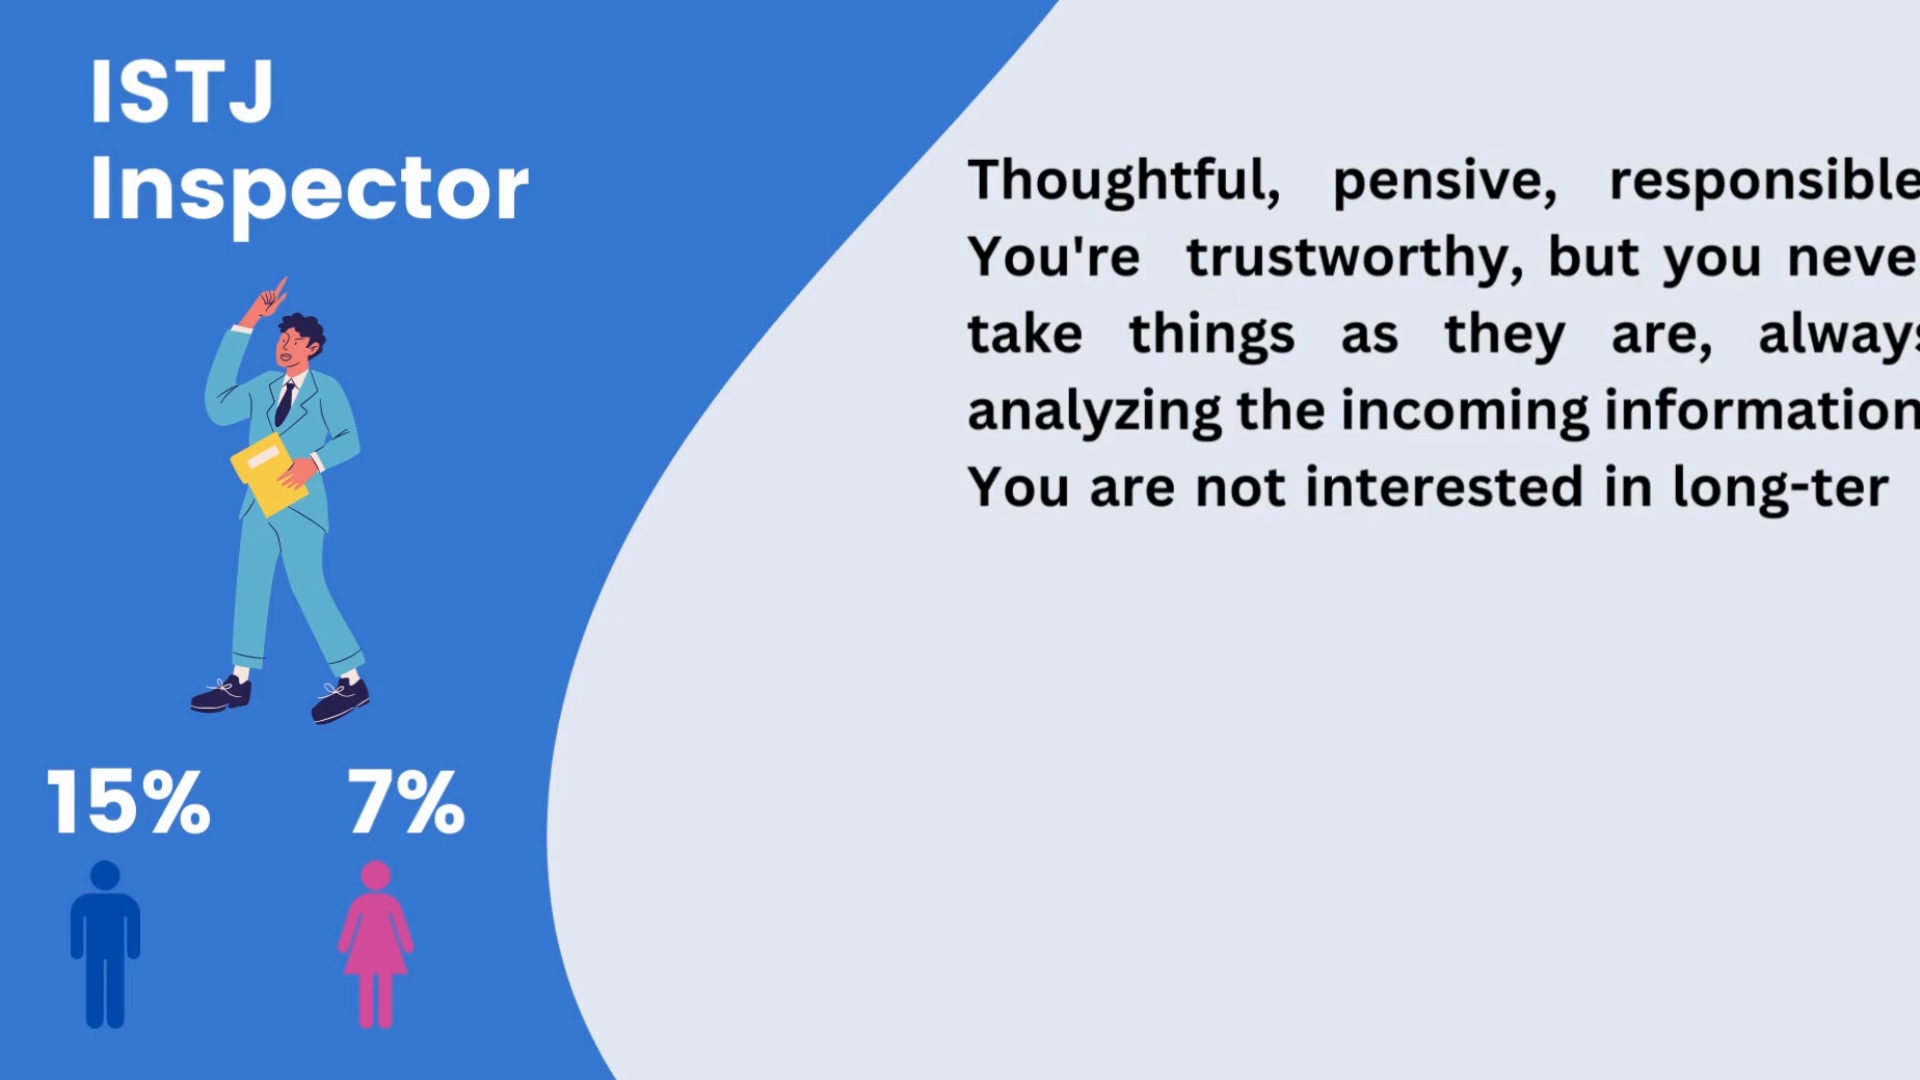 ISTJ
Inspector
Thoughtful, pensive, responsible
You're trustworthy, but you neve
take things as they are, always
analyzing the incoming information
You are not interested in long-ter
15% 7%